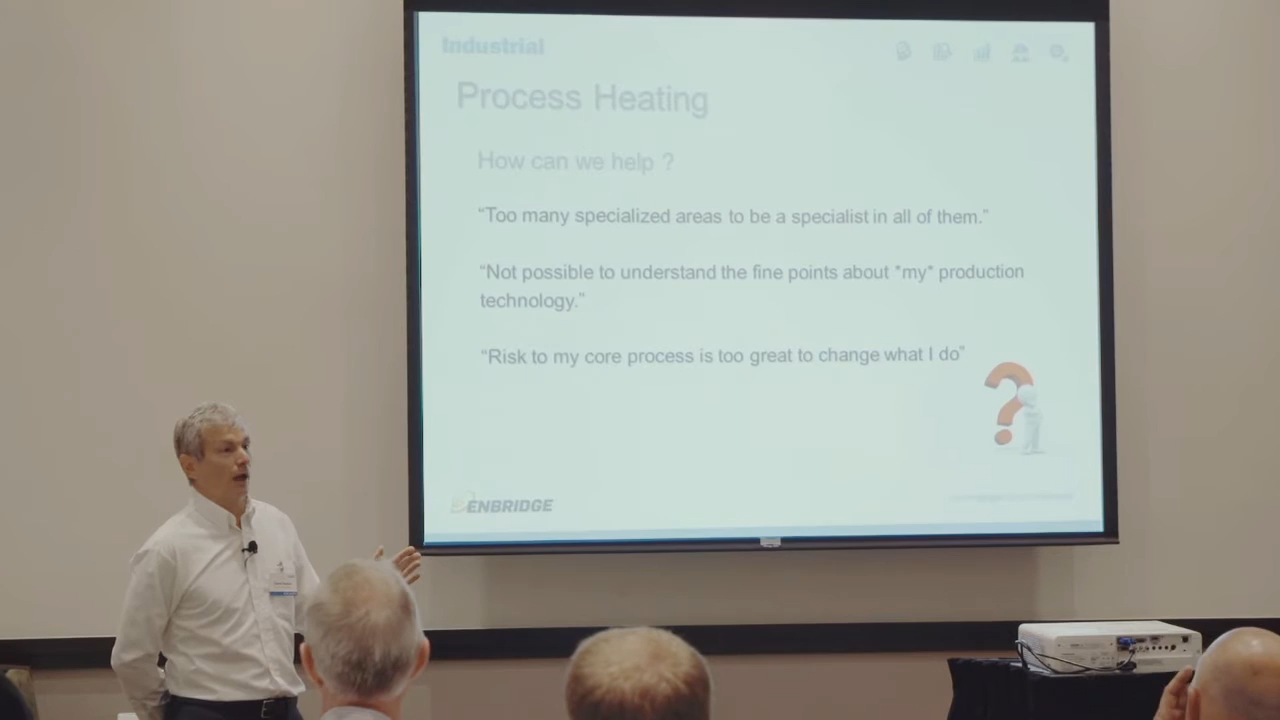 Industrial
Process Heating
How can we help ?
“Too many specialized areas to be a specialist in all of them.”
“Not possible to understand the fine points about *my* production
technology.”
“Risk to my core process is too great to change what I do”
?
ENBRIDGE